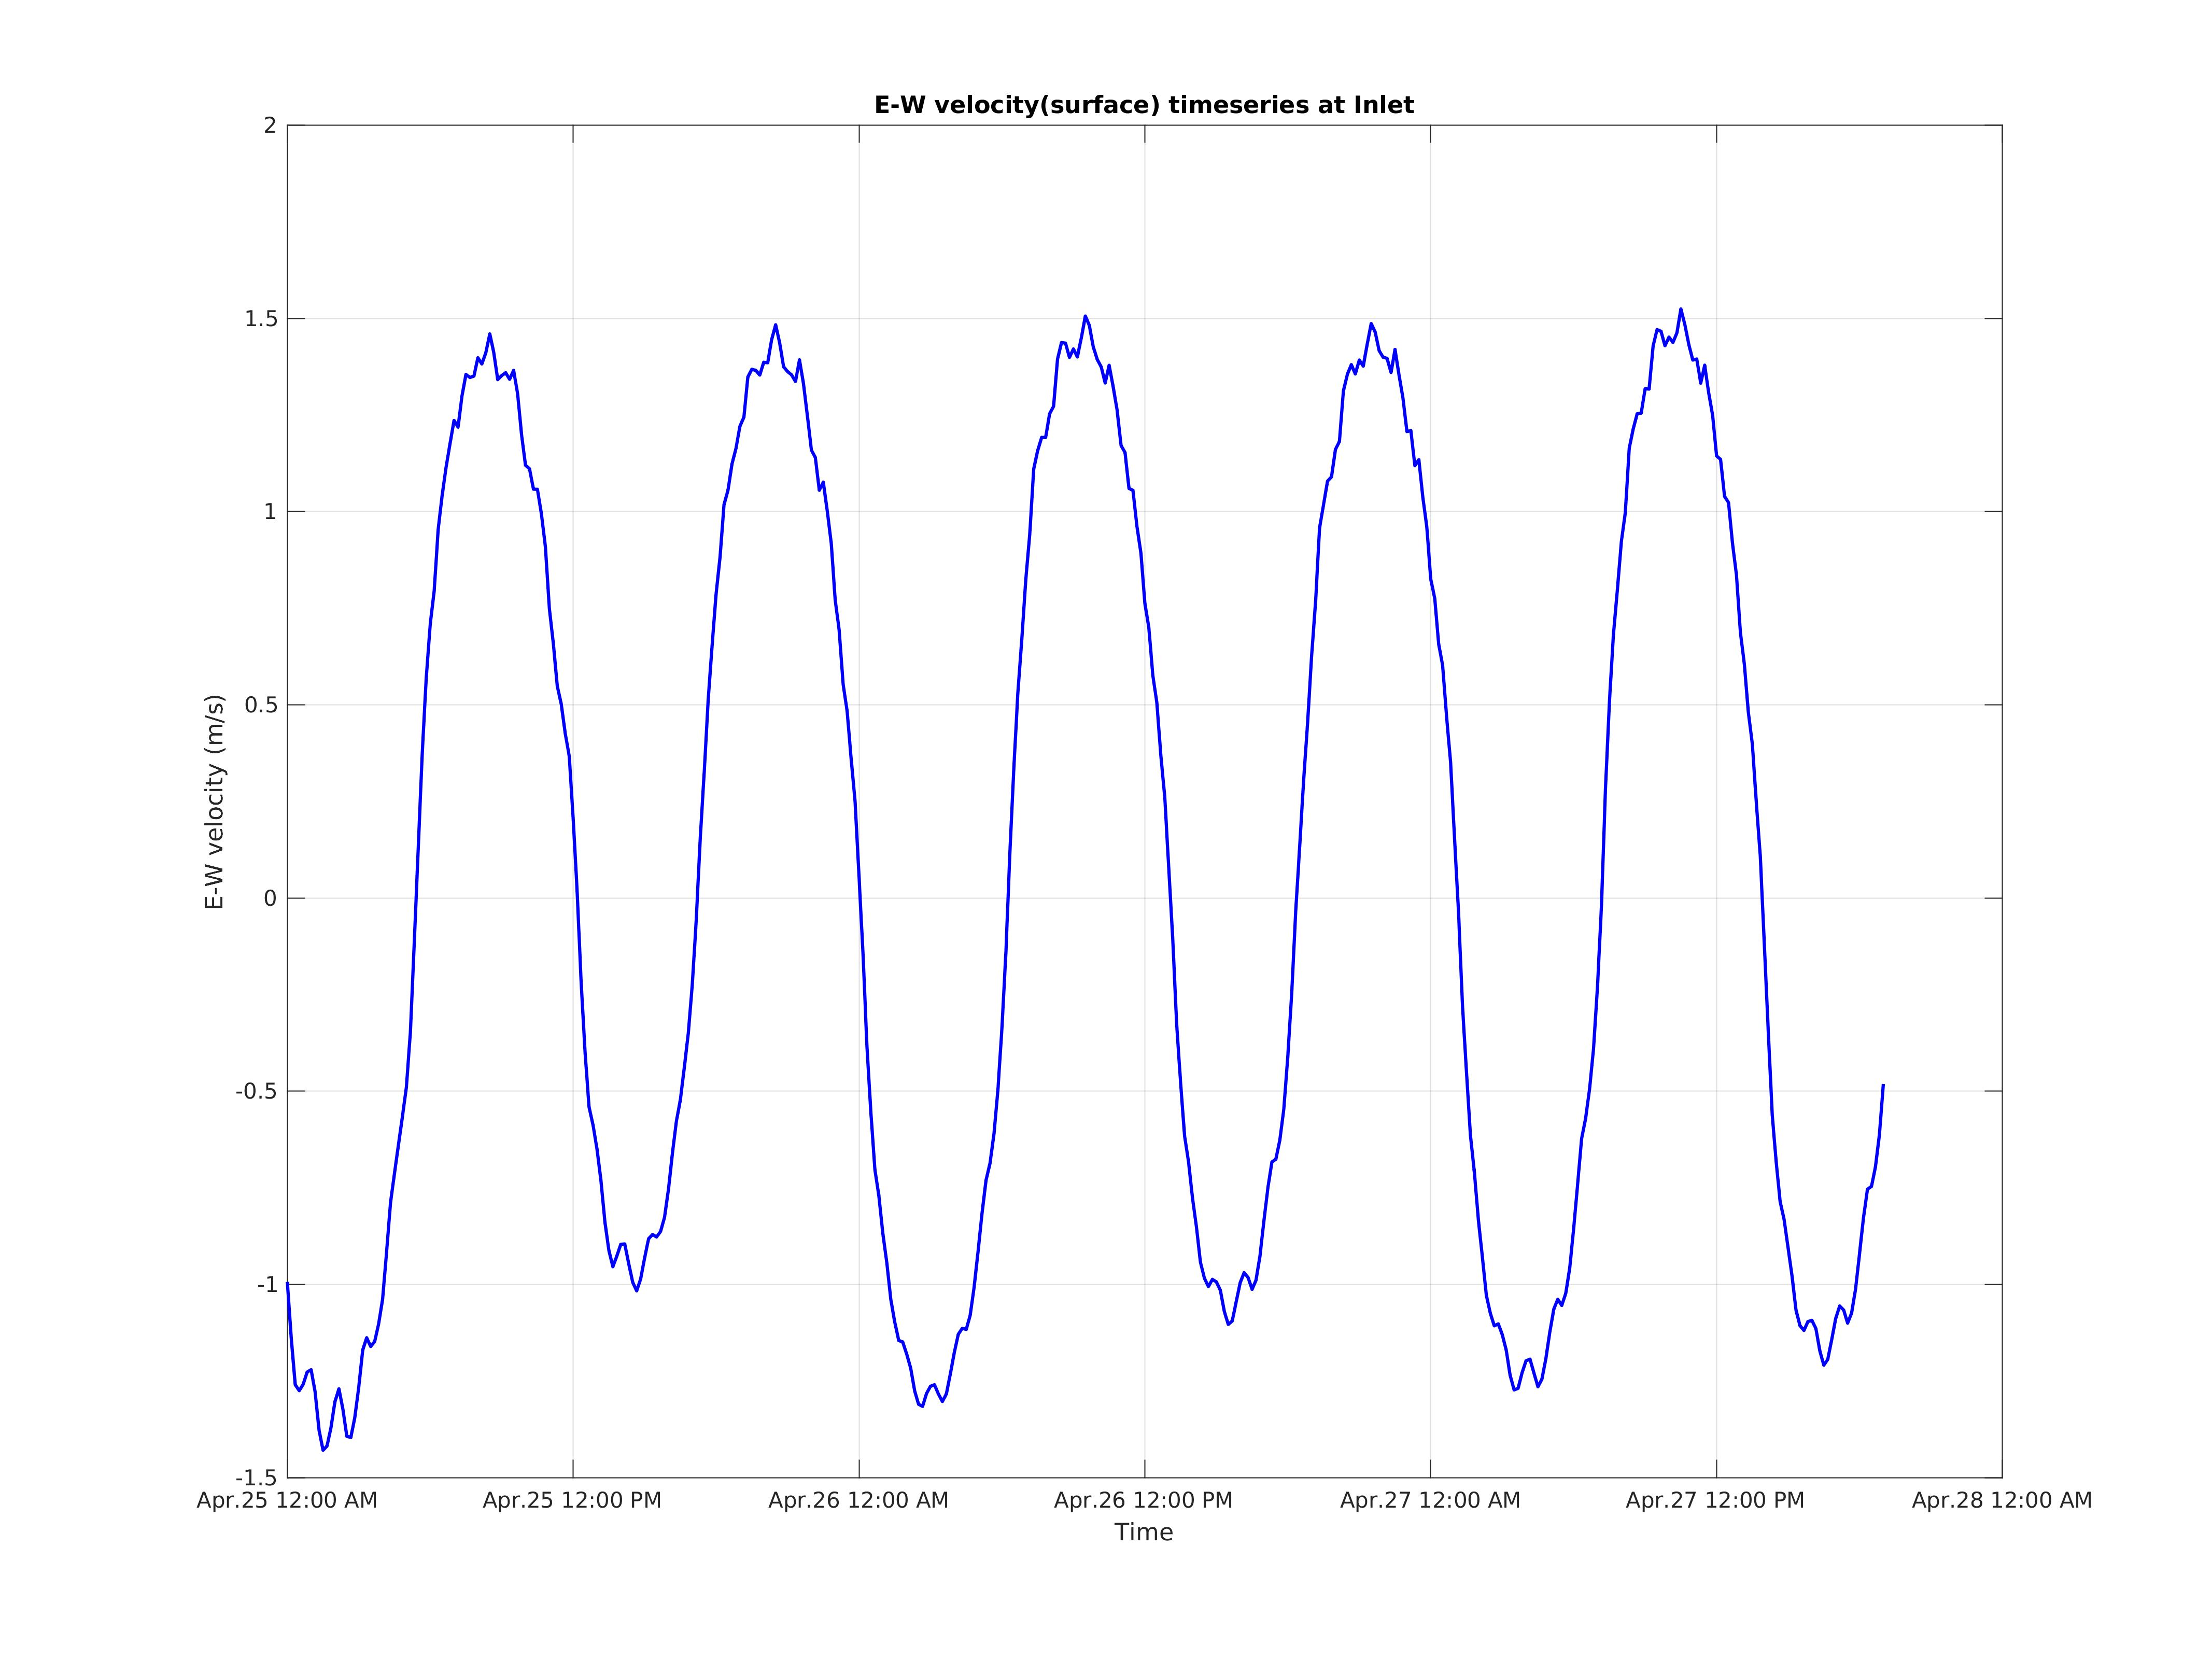 E-W velocity(surface) timeseries at Inlet
2
1.5
1
0.5
0
-0.5
-1
-1.5
E-W velocity (m/s)
Apr.25 12:00 AM Apr.25 12:00 PM Apr.26 12:00 AM Apr.26 12:00 PM Apr.27 12:00 AM Apr.27 12:00 PM Apr.28 12:00 AM
Time